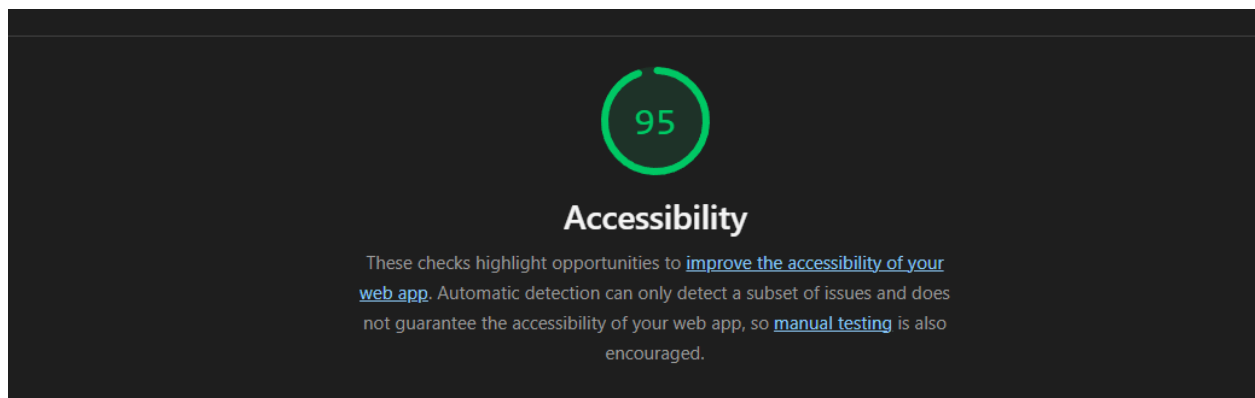 95
Accessibility
These checks highlight opportunities to improve the accessibility of your
web app. Automatic detection can only detect a subset of issues and does
not guarantee the accessibility of your web app, so manual testing is also
encouraged.